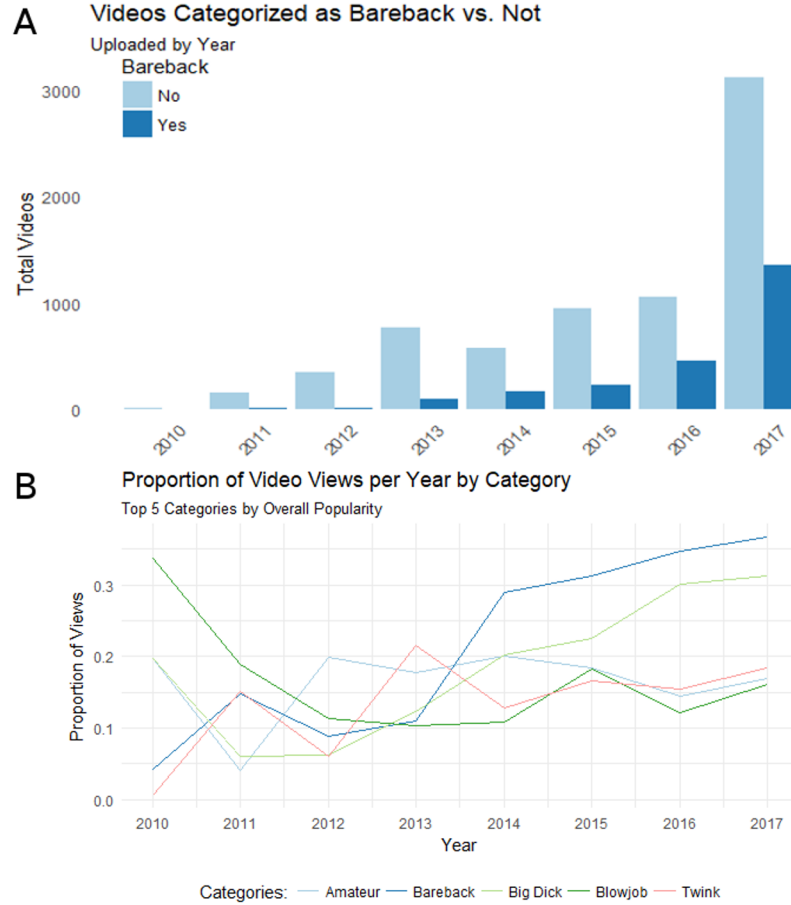 A
Videos Categorized as Bareback vs. Not
Uploaded by Year
Bareback
No
Yes
Total Videos
3000
2000
1000
0
2010 2011 2012 2013 2014 2015 2016 2017
B
Proportion of Video Views per Year by Category
Top 5 Categories by Overall Popularity
Proportion of Views
0.3
0.2
0.1
0.0
2010 2011 2012 2013 2014 2015 2016 2017
Year
Categories: Amateur Bareback Big Dick Blowjob Twink